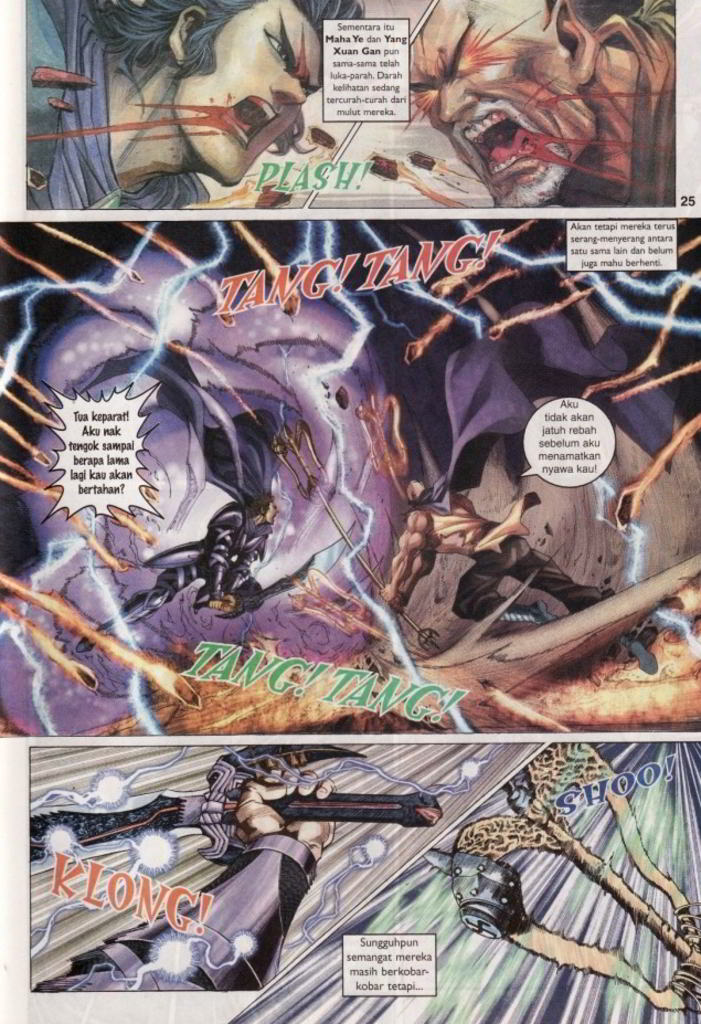 Sementara itu
Maha Ye dan Yang
Xuan Gan pun
sama-sama telah
luka-parah. Darah
kelihatan sedang
tercurah-turah dari
mulut mereka.
PLASH!
25
Akan tetapi mereka terus
serang-menyerang antara
satu sama lain dan belum
juga mahu berhenti.
TANG! TANG!
Tua keparat!
Aku nak
tengok sampai
berapa lama
lagi kau akan
bertahan?
Aku
tidak akan
jatuh rebah
sebelum aku
menamatkan
nyawa kau!
TANG! TANG!
KLONG!
SHOO!
Sungguhpun
semangat mereka
masih berkobar-
kobar tetapi...